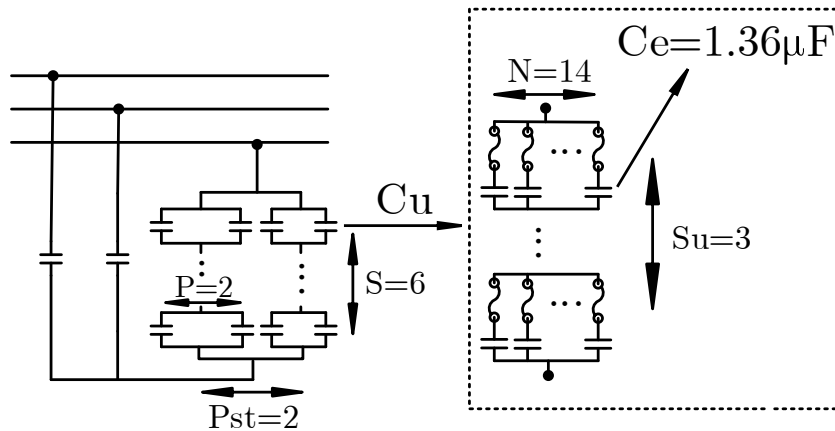 Ce=1.36μF
N=14
Cu
Su=3
P=2
S=6
Pst=2